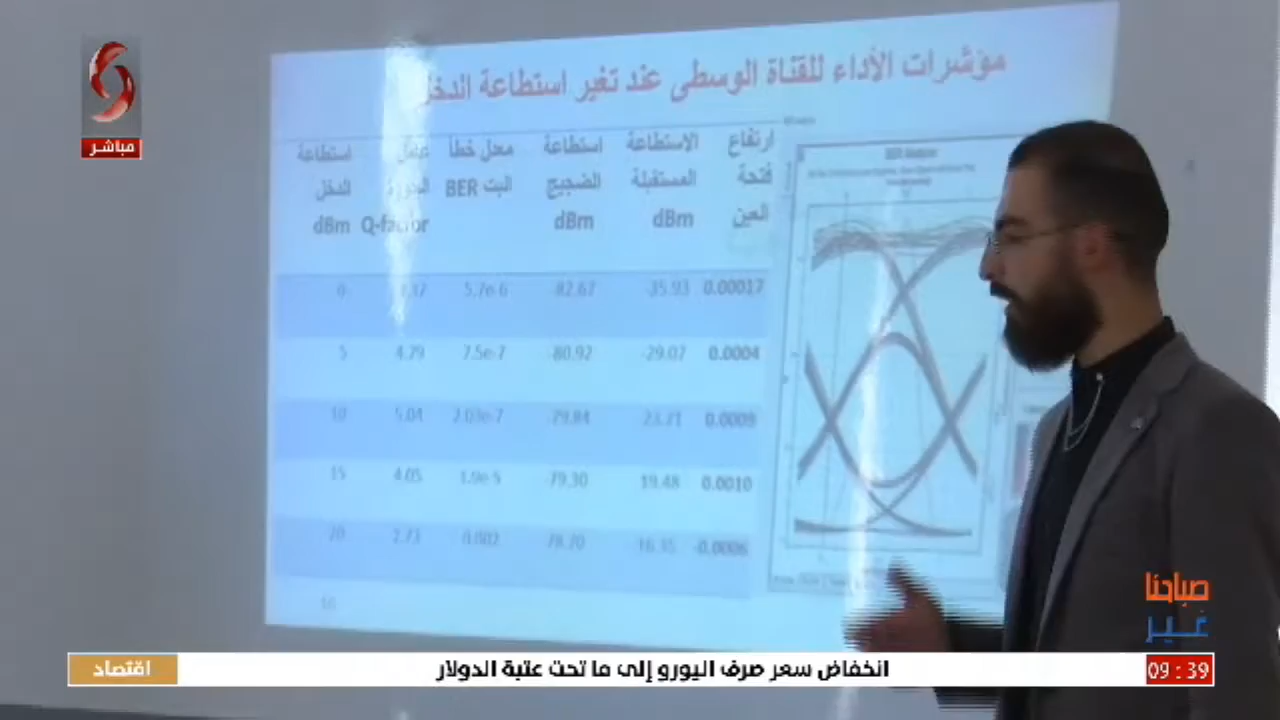 مباشر
مؤشرات الأداء للقناة الوسطى عند تغير استطاعة الدخل
ارتفاع فتحة العين
الاستطاعة المستقبلة dBm
استطاعة الضجيج dBm
معدل خطأ البت BER
عامل الجودة Q-factor
استطاعة الدخل dBm
0.00017 -35.93 -82.67 5.7e-6 0
0.0004 -29.07 -80.92 7.5e-7 4.79 5
0.0009 23.71 -79.84 2.03e-7 5.04 10
0.0010 19.48 -79.30 1.9e-5 4.05 15
-0.0006 78.70 0.002 2.73 20
BER Analyzer
صباحنا
غير
09:39
انخفاض سعر صرف اليورو إلى ما تحت عتبة الدولار
اقتصاد